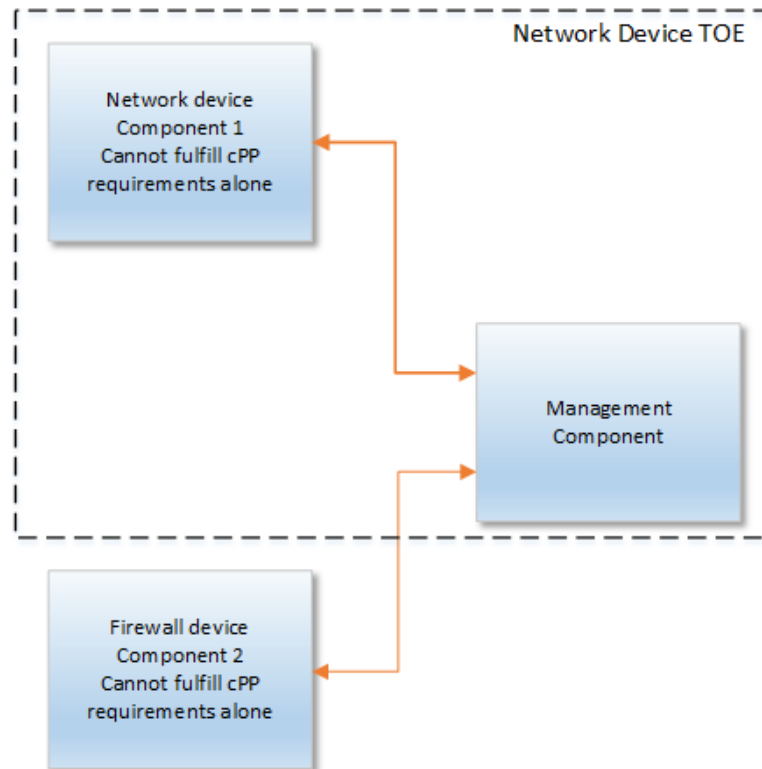 Network Device TOE
Network device
Component 1
Cannot fulfill cPP
requirements alone
Management
Component
Firewall device
Component 2
Cannot fulfill cPP
requirements alone